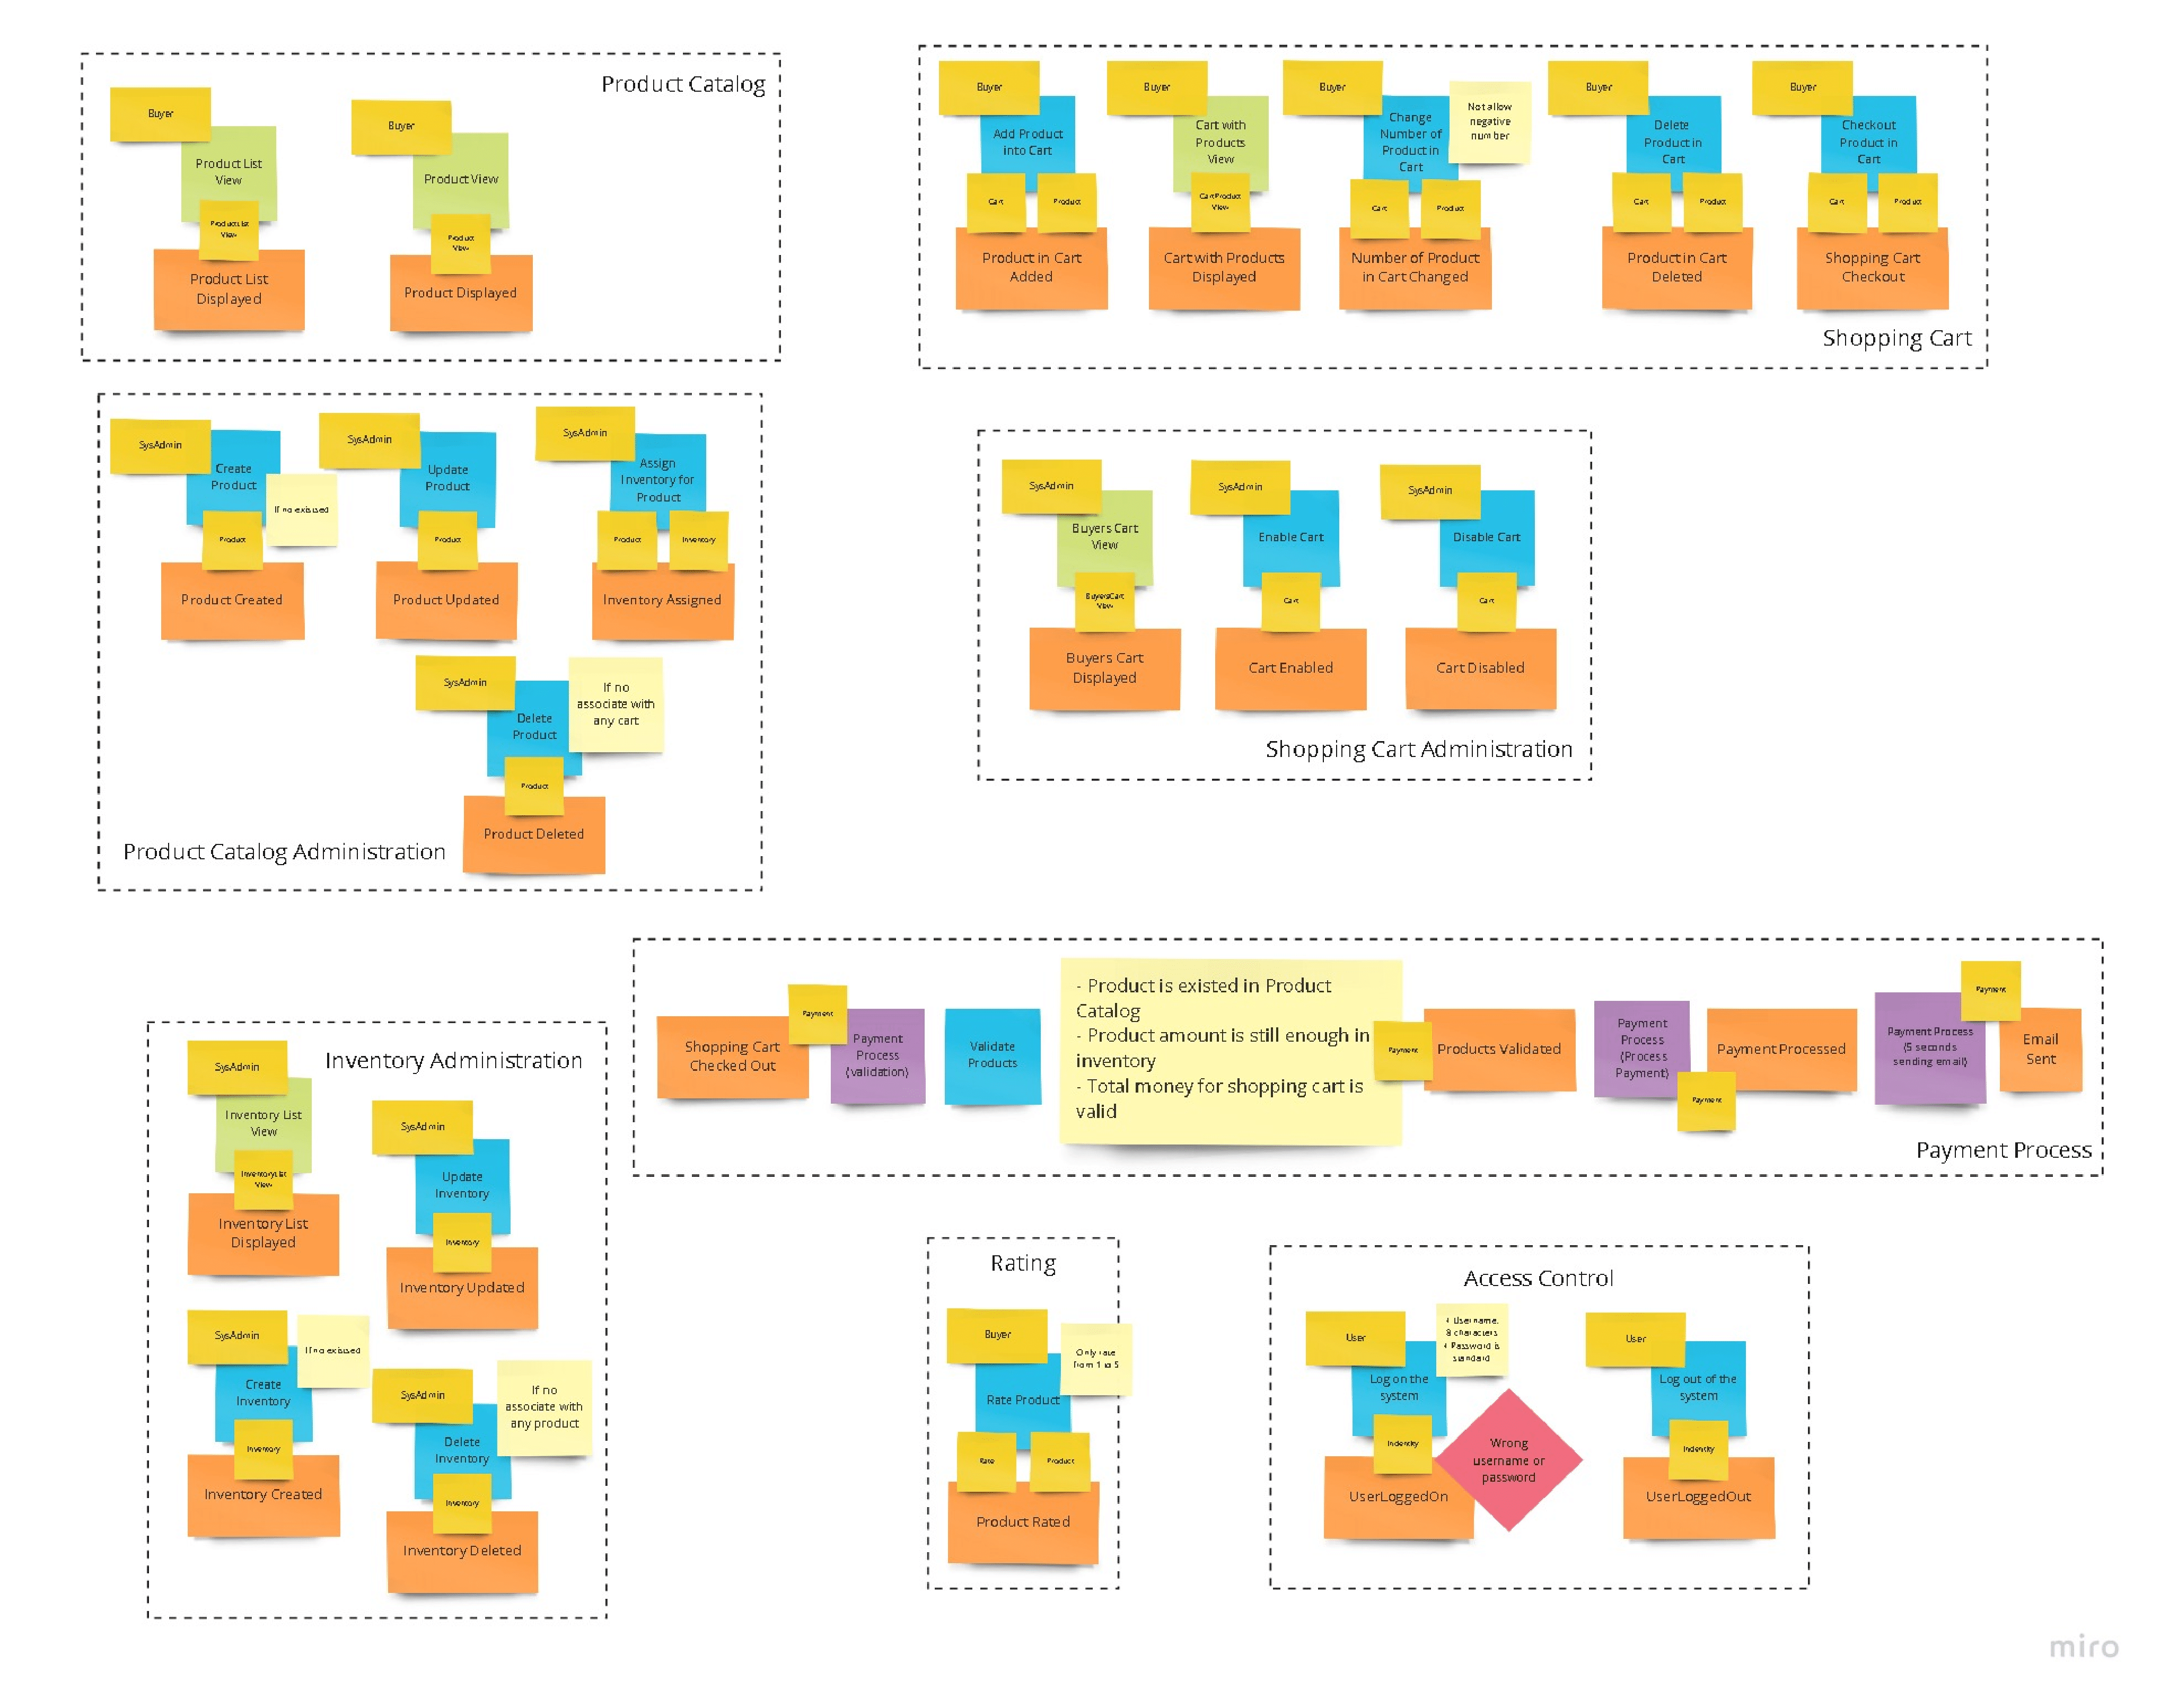 Product Catalog
Buyer
Product List
View
ProductList
View
Product List
Displayed
Buyer
Product View
Product
View
Product Displayed
Buyer
Add Product
into Cart
Cart
Product
Product in Cart
Added
Buyer
Cart with
Products
View
CartProduct
View
Cart with Products
Displayed
Buyer
Change
Number of
Product in
Cart
Not allow
negative
number
Cart
Product
Number of Product
in Cart Changed
Buyer
Delete
Product in
Cart
Cart
Product
Product in Cart
Deleted
Buyer
Checkout
Product in
Cart
Cart
Product
Shopping Cart
Checkout
Shopping Cart
SysAdmin
Create
Product
If no exisused
Product
Product Created
SysAdmin
Update
Product
Product
Product Updated
SysAdmin
Assign
Inventory for
Product
Product
Inventory
Inventory Assigned
SysAdmin
Delete
Product
If no
associate with
any cart
Product
Product Deleted
Product Catalog Administration
SysAdmin
Buyers Cart
View
BuyersCart
View
Buyers Cart
Displayed
SysAdmin
Enable Cart
Cart
Cart Enabled
SysAdmin
Disable Cart
Cart
Cart Disabled
Shopping Cart Administration
Shopping Cart
Checked Out
Payment
Payment
Process
(validation)
Validate
Products
- Product is existed in Product
Catalog
- Product amount is still enough in
inventory
- Total money for shopping cart is
valid
Payment
Products Validated
Payment
Process
(Process
Payment)
Payment
Payment Processed
Payment Process
(5 seconds
sending email)
Payment
Email
Sent
Payment Process
Inventory Administration
SysAdmin
Inventory List
View
InventoryList
View
Inventory List
Displayed
SysAdmin
Update
Inventory
Inventory
Inventory Updated
SysAdmin
If no exisused
Create
Inventory
Inventory
Inventory Created
SysAdmin
If no
associate with
any product
Delete
Inventory
Inventory
Inventory Deleted
Rating
Buyer
Only rate
from 1 to 5
Rate Product
Rate
Product
Product Rated
Access Control
User
Username.
8 characters
Password is
standard
Log on the
system
Indentity
UserLoggedOn
Wrong
username or
password
User
Log out of the
system
Indentity
UserLoggedOut
miro